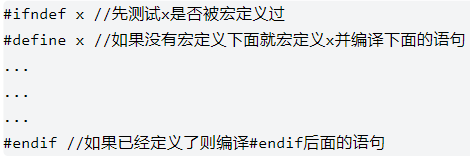 #ifndef x //先测试x是否被宏定义过
#define x //如果没有宏定义下面就宏定义x并编译下面的语句
...
...
...
#endif //如果已经定义了则编译#endif后面的语句